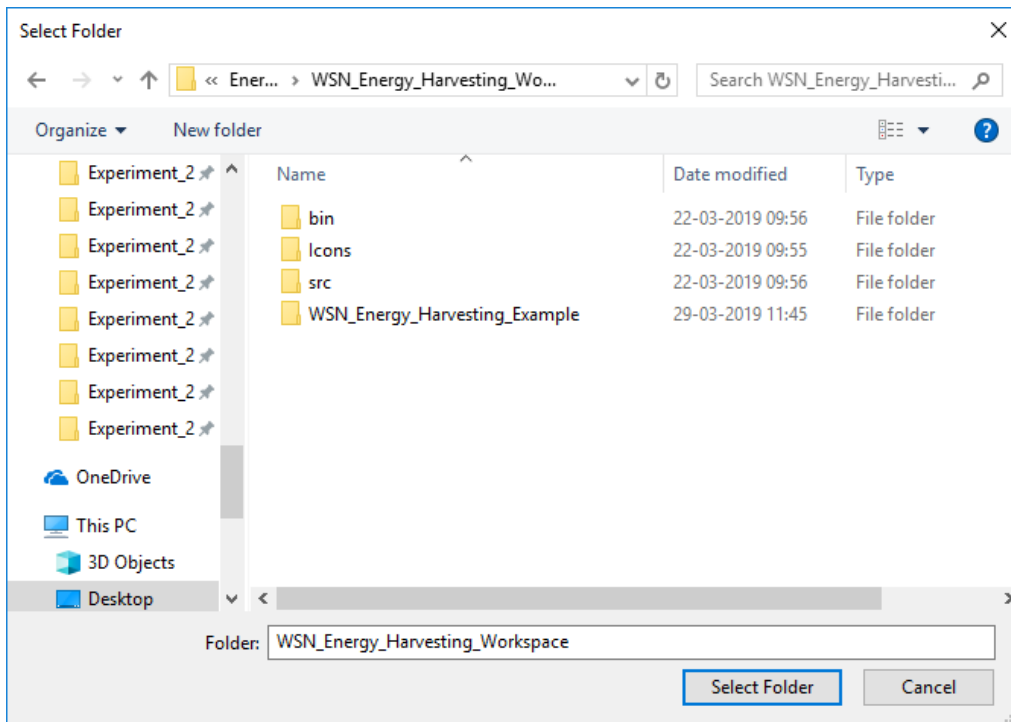 Select Folder
« Ener... > WSN_Energy_Harvesting_Wo... Search WSN_Energy_Harvesti...
Organize New folder
Name Date modified Type
Experiment_2
Experiment_2
Experiment_2
Experiment_2
Experiment_2
Experiment_2
Experiment_2
Experiment_2
OneDrive
This PC
3D Objects
Desktop
bin 22-03-2019 09:56 File folder
Icons 22-03-2019 09:55 File folder
src 22-03-2019 09:56 File folder
WSN_Energy_Harvesting_Example 29-03-2019 11:45 File folder
Folder: WSN_Energy_Harvesting_Workspace
Select Folder Cancel